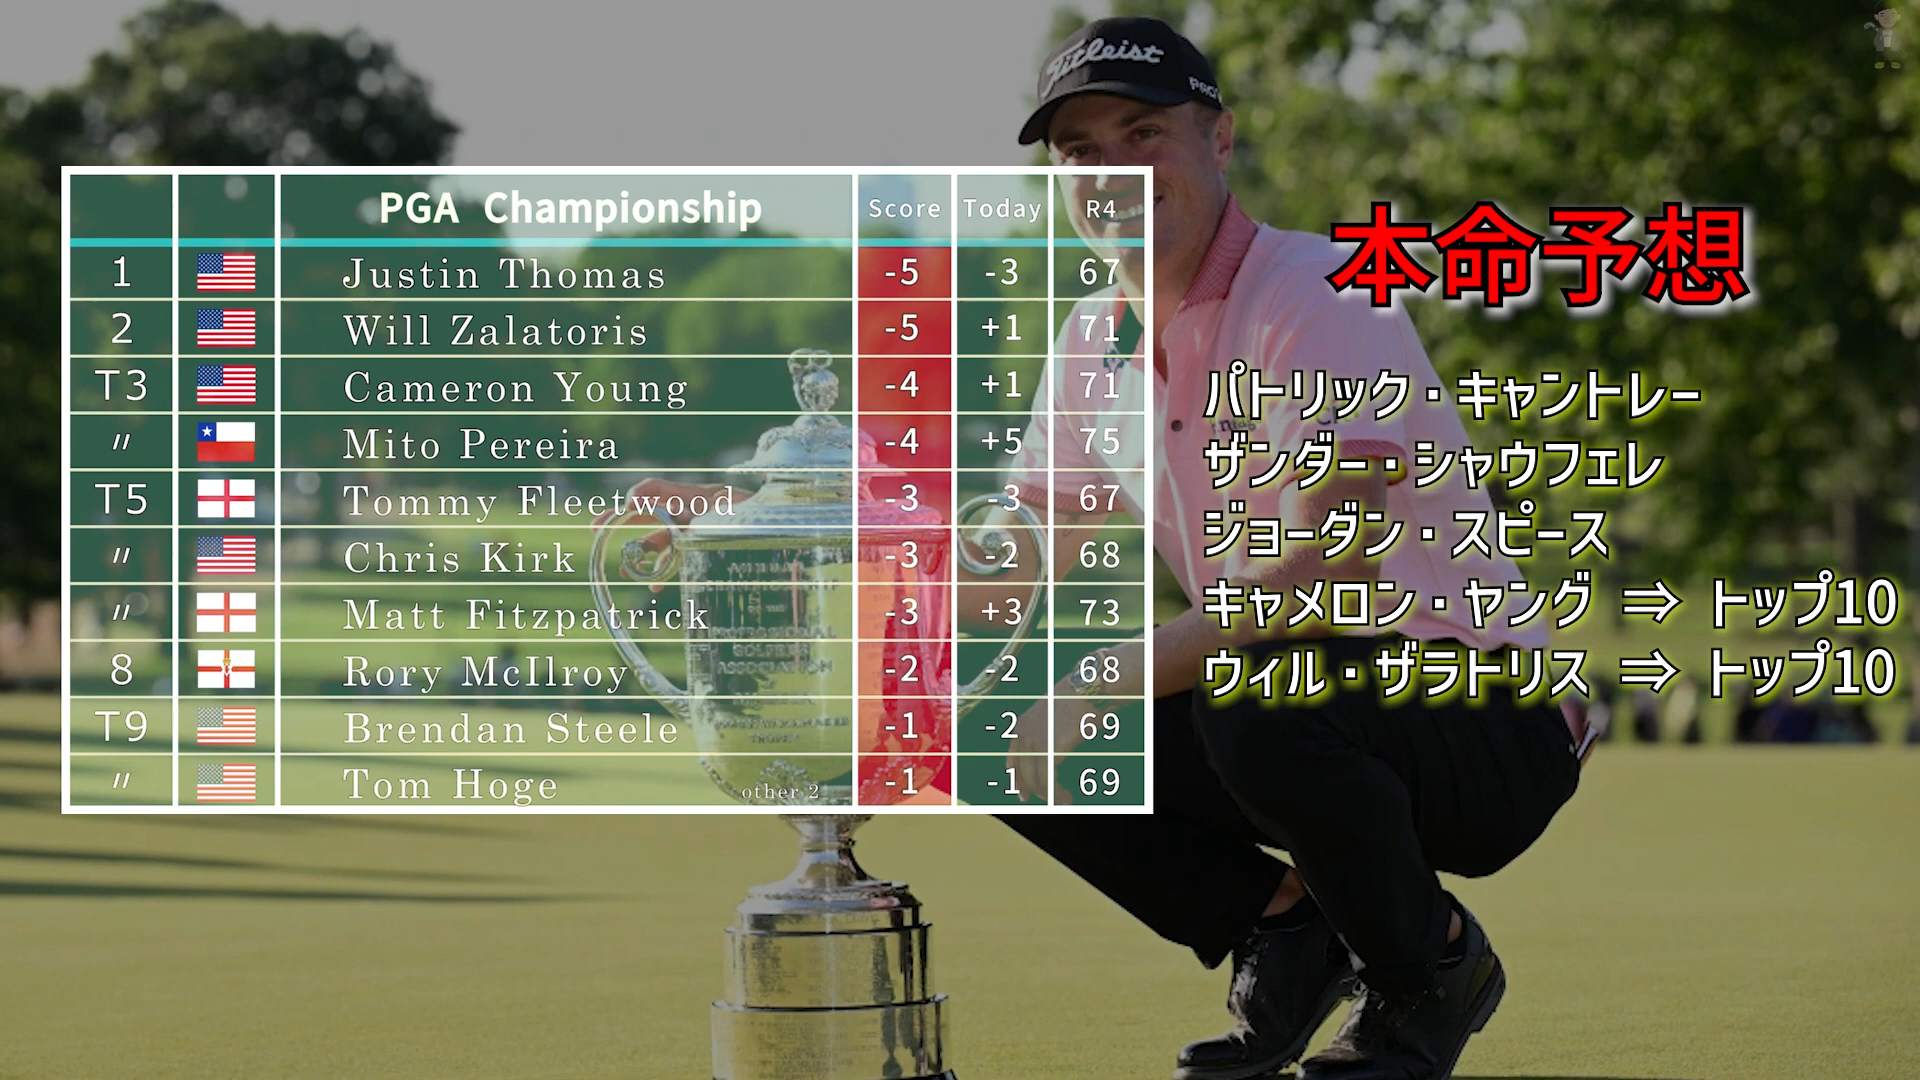 Titleist
PGA Championship Score Today R4
1 Justin Thomas -5 -3 67
2 Will Zalatoris -5 +1 71
T3 Cameron Young -4 +1 71
〃 Mito Pereira -4 +5 75
T5 Tommy Fleetwood -3 -3 67
〃 Chris Kirk -3 -2 68
〃 Matt Fitzpatrick -3 +3 73
8 Rory McIlroy -2 -2 68
T9 Brendan Steele -1 -2 69
〃 Tom Hoge other 2 -1 -1 69
本命予想
パトリック・キャントレー
ザンダー・シャウフェレ
ジョーダン・スピース
キャメロン・ヤング ⇒ トップ10
ウィル・ザラトリス ⇒ トップ10